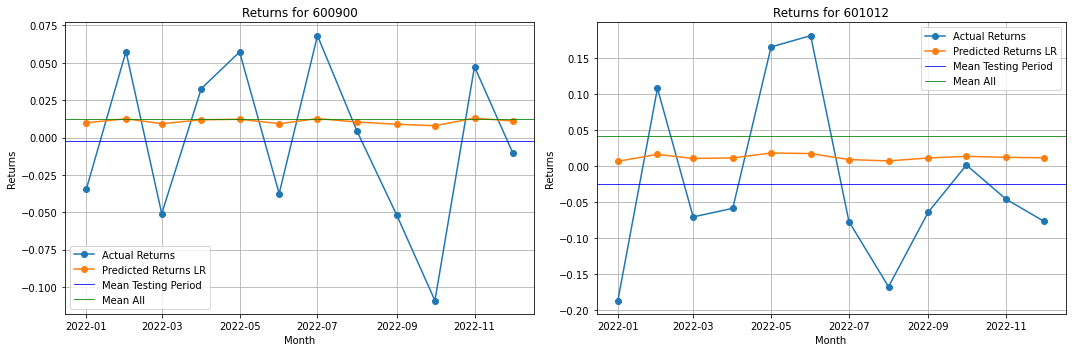 Returns for 600900
0.075
0.050
0.025
0.000
−0.025
−0.050
−0.075
−0.100
Returns
Actual Returns
Predicted Returns LR
Mean Testing Period
Mean All
2022-01
2022-03
2022-05
2022-07
2022-09
2022-11
Month
Returns for 601012
0.15
0.10
0.05
0.00
−0.05
−0.10
−0.15
−0.20
Returns
Actual Returns
Predicted Returns LR
Mean Testing Period
Mean All
2022-01
2022-03
2022-05
2022-07
2022-09
2022-11
Month